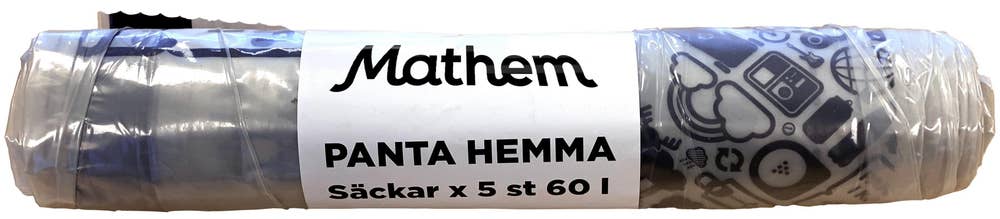 Mathem
PANTA HEMMA
Säckar x 5 st 60 l